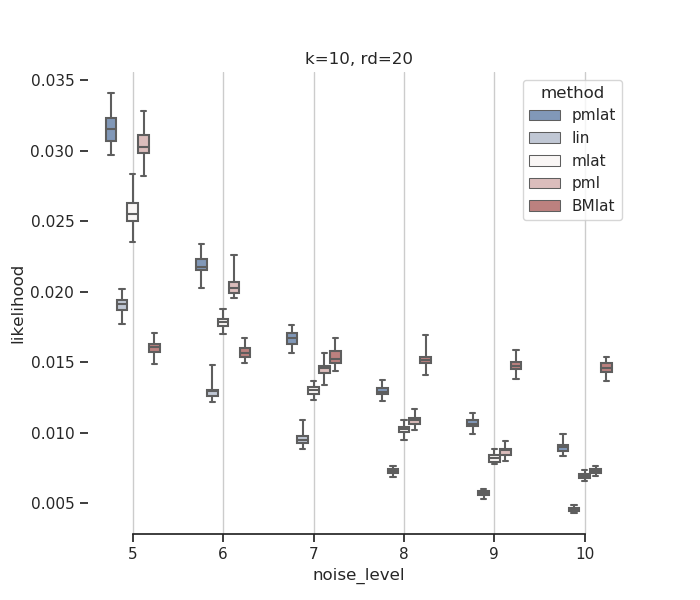 k=10, rd=20
0.035
0.030
0.025
0.020
0.015
0.010
0.005
likelihood
5
6
7
8
9
10
noise_level
method
pmlat
lin
mlat
pml
BMlat